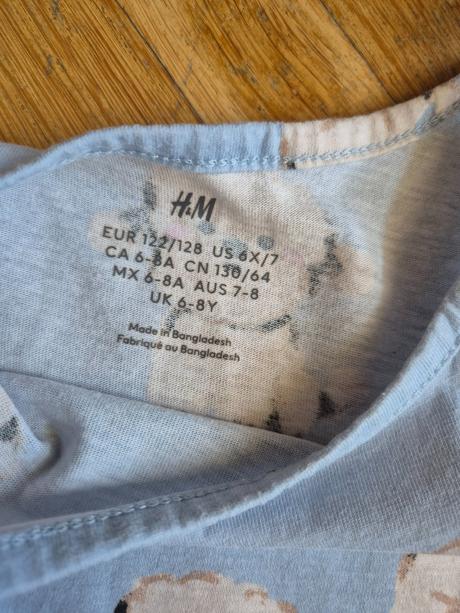 H&M
EUR 122/128 US 6X/7
CA 6-8A CN 130/64
MX 6-8A AUS 7-8
UK 6-8Y
Made in Bangladesh
Fabriqué au Bangladesh